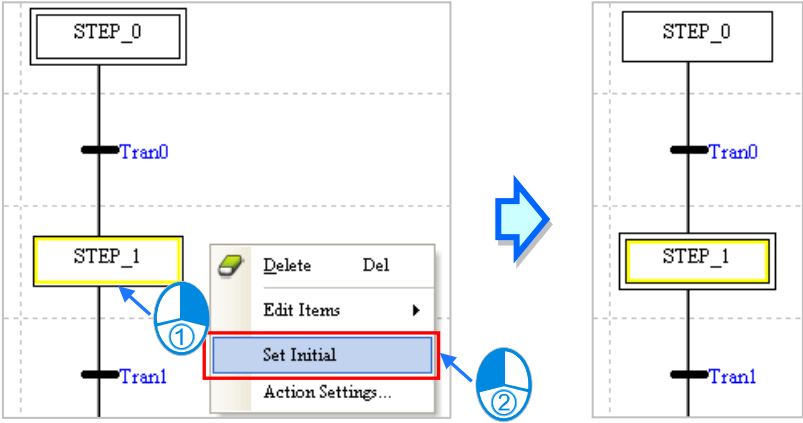 STEP_0
Tran0
STEP_1
Delete Del
Edit Items
Set Initial
Action Settings...
Tran1
1
2
STEP_0
Tran0
STEP_1
Tran1